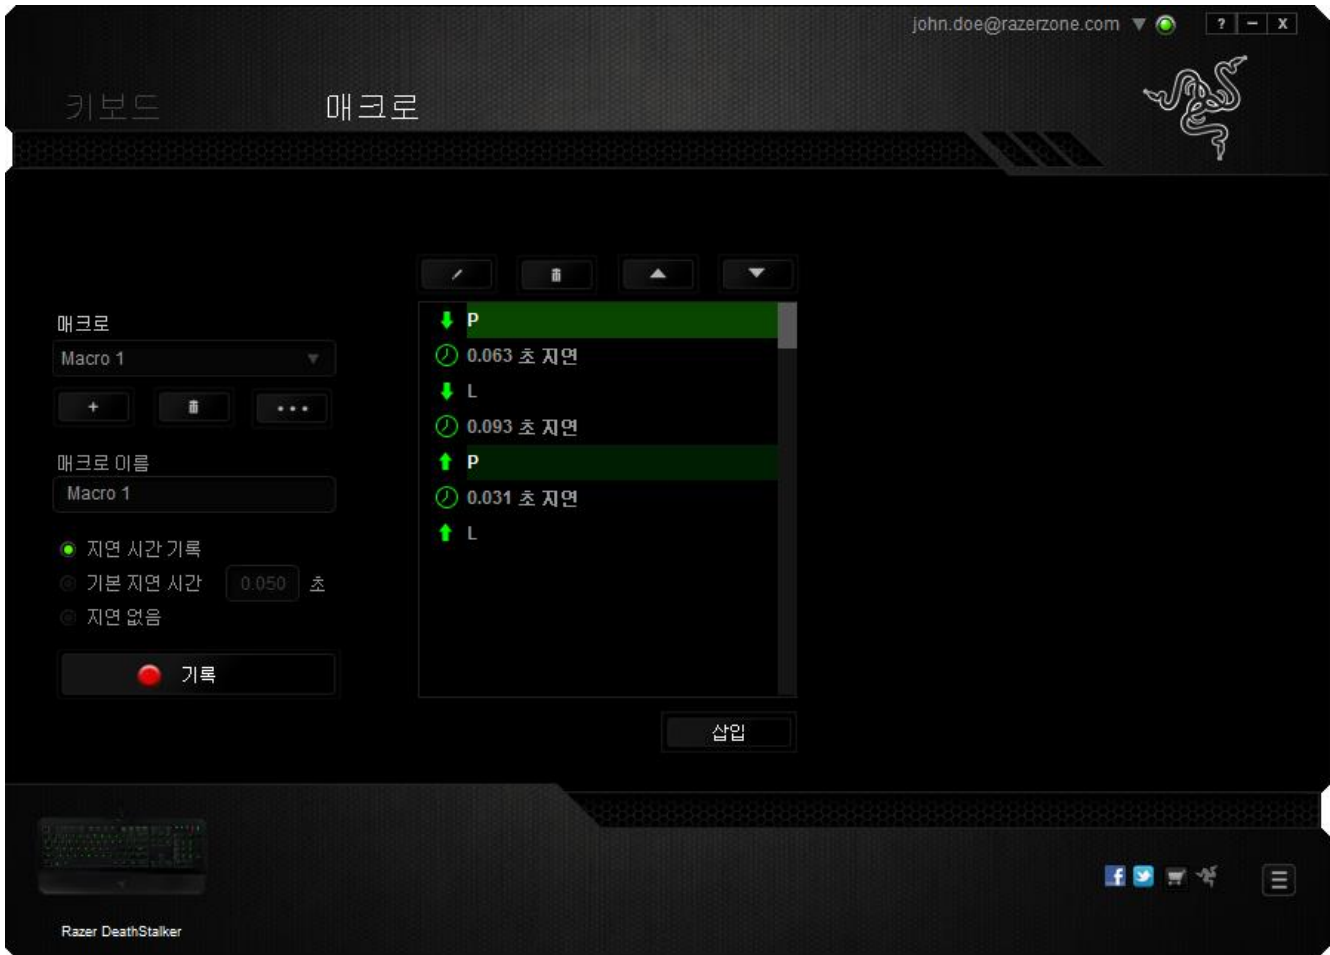 john.doe@razerzone.com
? – X
키보드 매크로
매크로
Macro 1
+ •••
매크로 이름
Macro 1
지연 시간 기록
기본 지연 시간 0.050 초
지연 없음
기록
P
0.063 초 지연
L
0.093 초 지연
P
0.031 초 지연
L
삽입
Razer DeathStalker